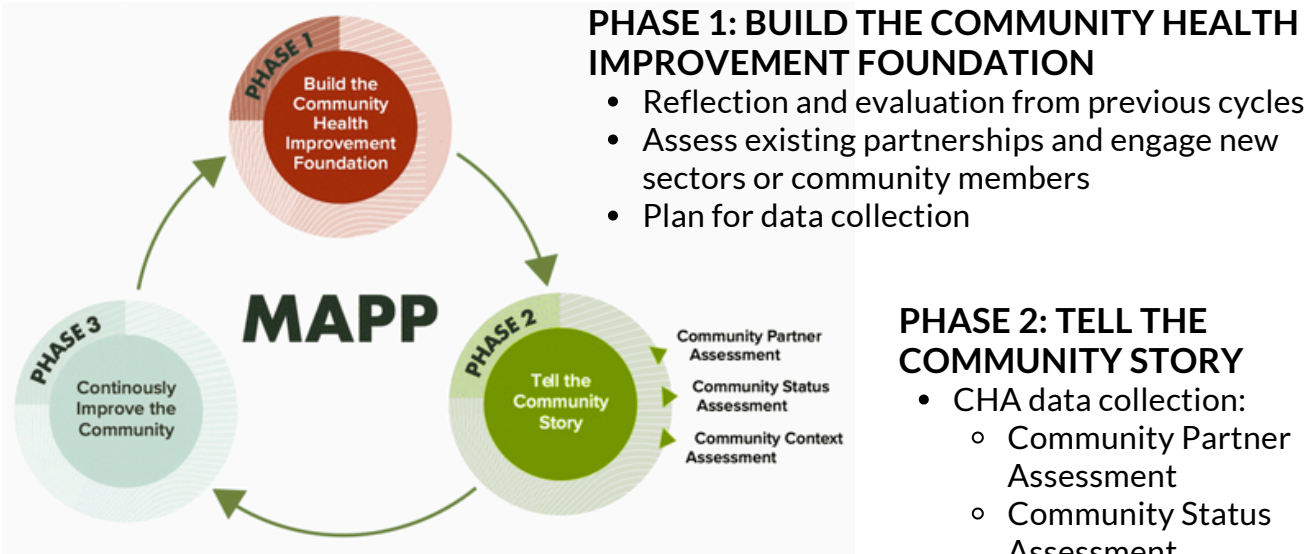 PHASE 1: BUILD THE COMMUNITY HEALTH
IMPROVEMENT FOUNDATION
• Reflection and evaluation from previous cycles
• Assess existing partnerships and engage new
sectors or community members
• Plan for data collection
PHASE 1
Build the
Community
Health
Improvement
Foundation
MAPP
PHASE 2
Tell the
Community
Story
Community Partner
Assessment
Community Status
Assessment
Community Context
Assessment
PHASE 3
Continously
Improve the
Community
PHASE 2: TELL THE
COMMUNITY STORY
• CHA data collection:
◦ Community Partner
Assessment
◦ Community Status
Assessment